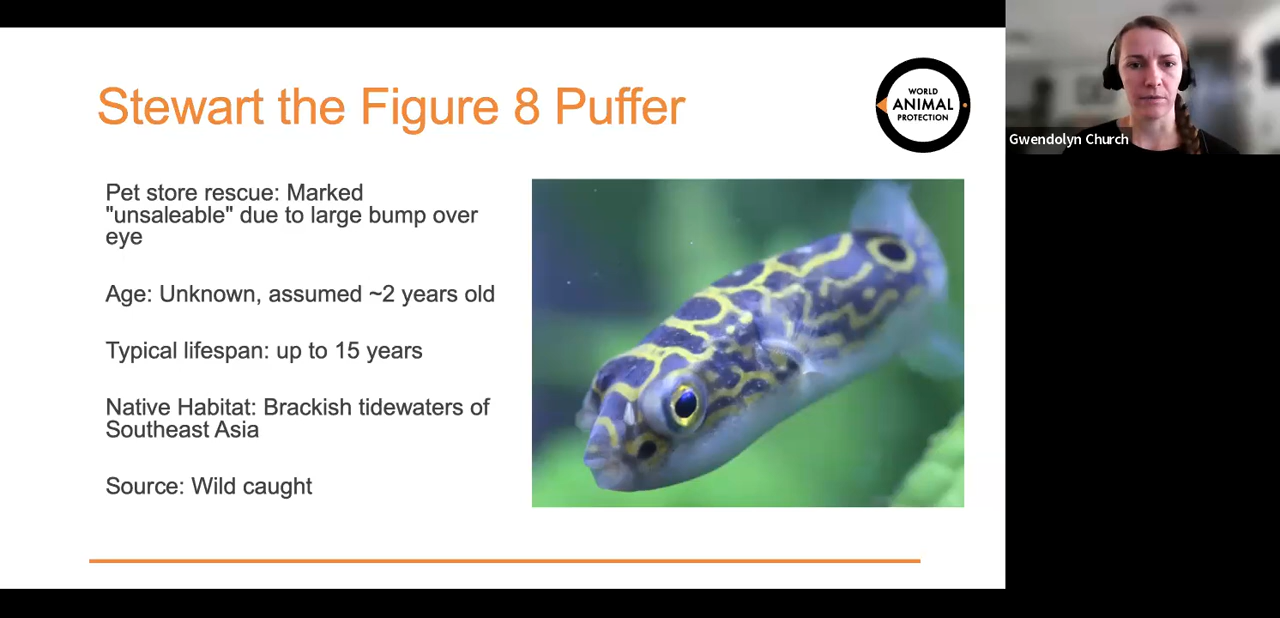 Stewart the Figure 8 Puffer
WORLD
ANIMAL
PROTECTION
Gwendolyn Church
Pet store rescue: Marked
"unsaleable" due to large bump over
eye
Age: Unknown, assumed ~2 years old
Typical lifespan: up to 15 years
Native Habitat: Brackish tidewaters of
Southeast Asia
Source: Wild caught